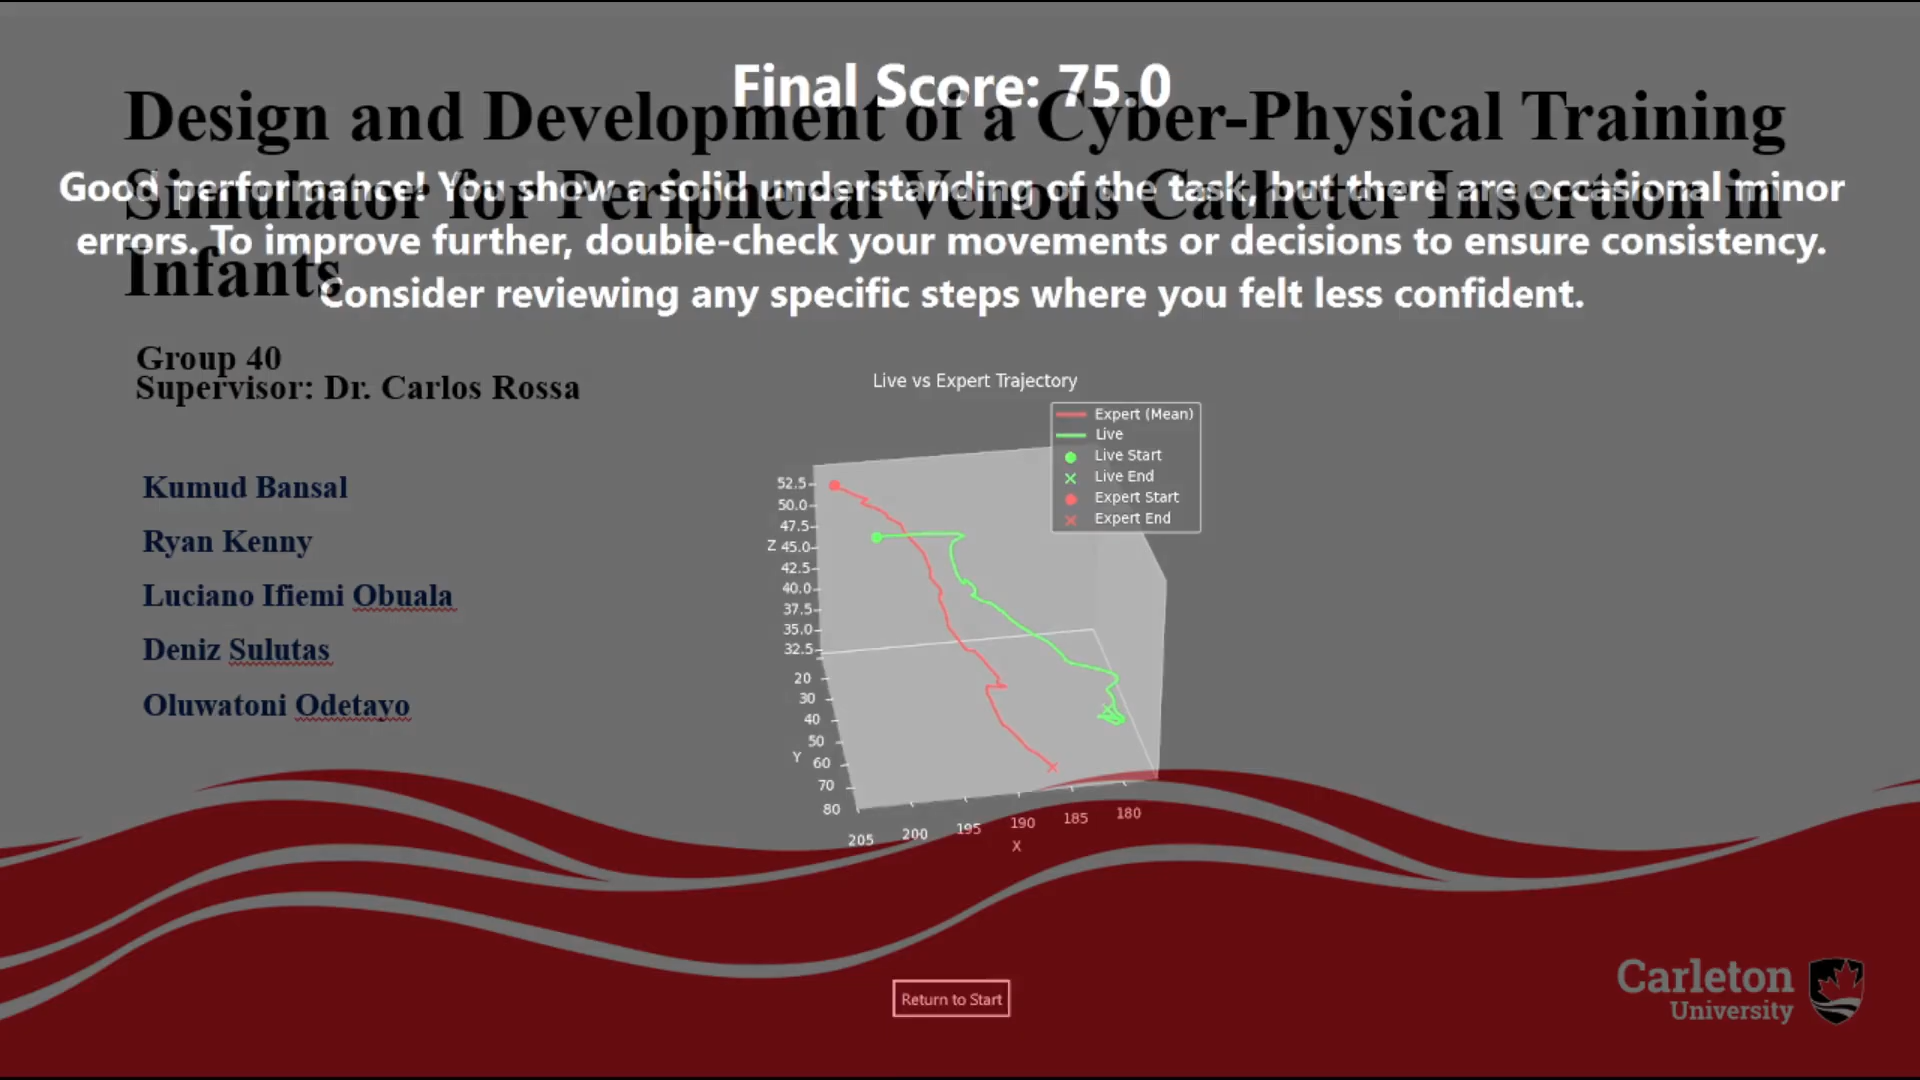 Final Score: 75.0
Design and Development of a Cyber-Physical Training
Simulator for Peripheral Venous Catheter Insertion in
Infants
Good performance! You show a solid understanding of the task, but there are occasional minor
errors. To improve further, double-check your movements or decisions to ensure consistency.
Consider reviewing any specific steps where you felt less confident.
Group 40
Supervisor: Dr. Carlos Rossa
Kumud Bansal
Ryan Kenny
Luciano Ifiemi Obuala
Deniz Sulutas
Oluwatoni Odetayo
Live vs Expert Trajectory
Expert (Mean)
Live
Live Start
Live End
Expert Start
Expert End
52.5
50.0
47.5
Z 45.0
42.5
40.0
37.5
35.0
32.5
20
30
40
50
Y 60
70
80
205 200 195 190 185 180
X
Return to Start
Carleton
University